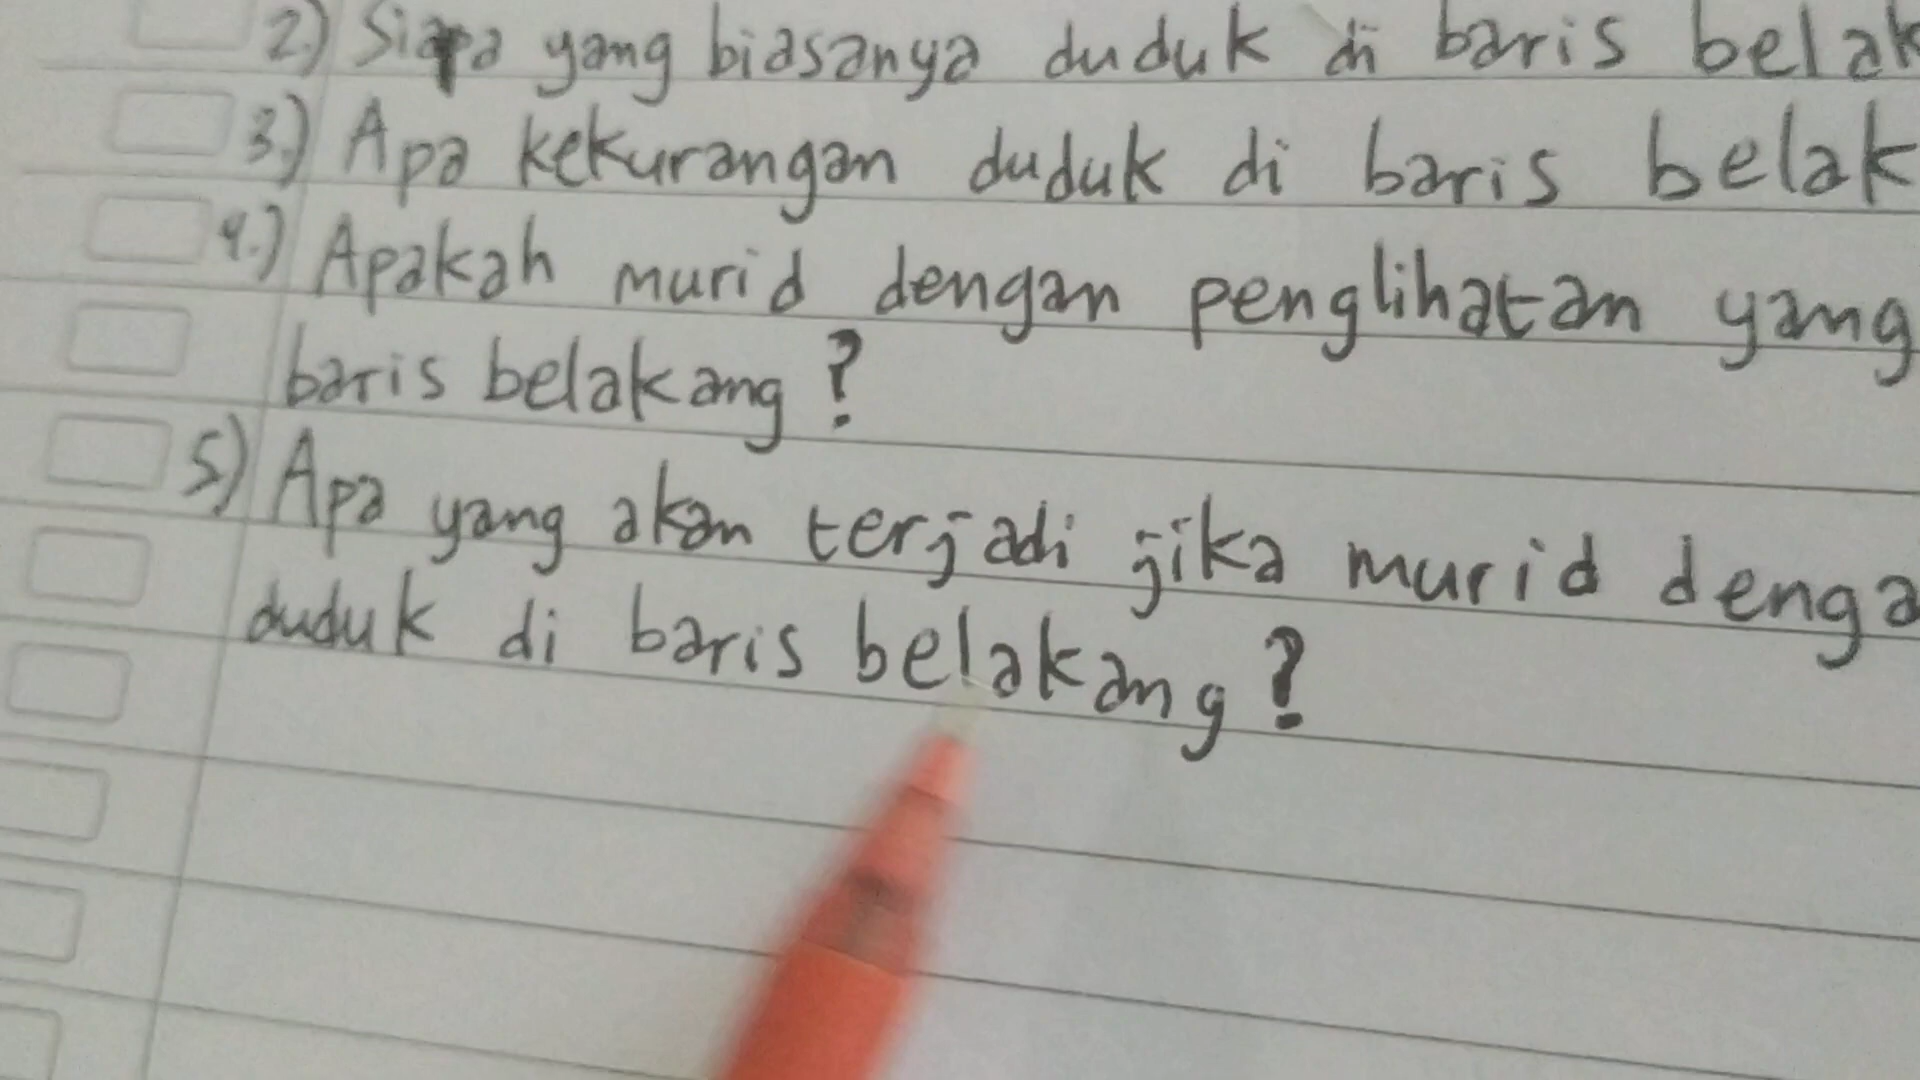 2.) Siapa yang biasanya duduk di baris belak
3.) Apa kekurangan duduk di baris belak
4.) Apakah murid dengan penglihatan yang
baris belakang?
5) Apa yang akan terjadi jika murid denga
duduk di baris belakang?